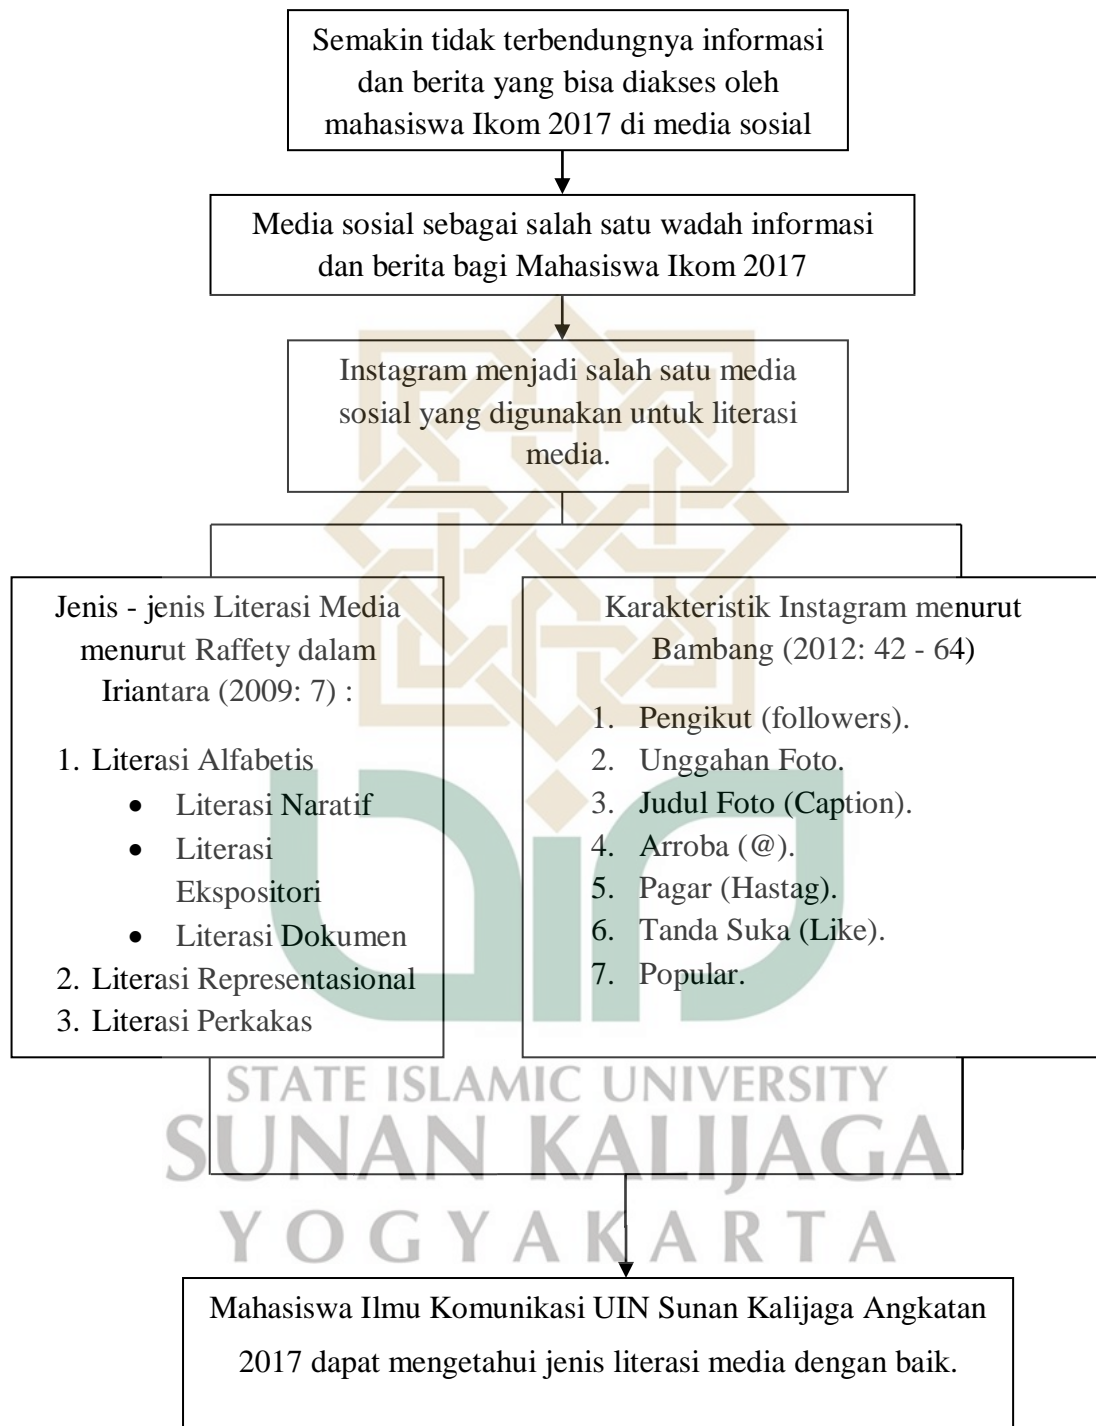 Semakin tidak terbendungnya informasi
dan berita yang bisa diakses oleh
mahasiswa Ikom 2017 di media sosial
Media sosial sebagai salah satu wadah informasi
dan berita bagi Mahasiswa Ikom 2017
Instagram menjadi salah satu media
sosial yang digunakan untuk literasi
media.
Jenis - jenis Literasi Media
menurut Raffety dalam
Iriantara (2009: 7) :
1. Literasi Alfabetis
• Literasi Naratif
• Literasi
Ekspositori
• Literasi Dokumen
2. Literasi Representasional
3. Literasi Perkakas
Karakteristik Instagram menurut
Bambang (2012: 42 - 64)
1. Pengikut (followers).
2. Unggahan Foto.
3. Judul Foto (Caption).
4. Arroba (@).
5. Pagar (Hastag).
6. Tanda Suka (Like).
7. Popular.
STATE ISLAMIC UNIVERSITY
SUNAN KALIJAGA
YOGYAKARTA
Mahasiswa Ilmu Komunikasi UIN Sunan Kalijaga Angkatan
2017 dapat mengetahui jenis literasi media dengan baik.